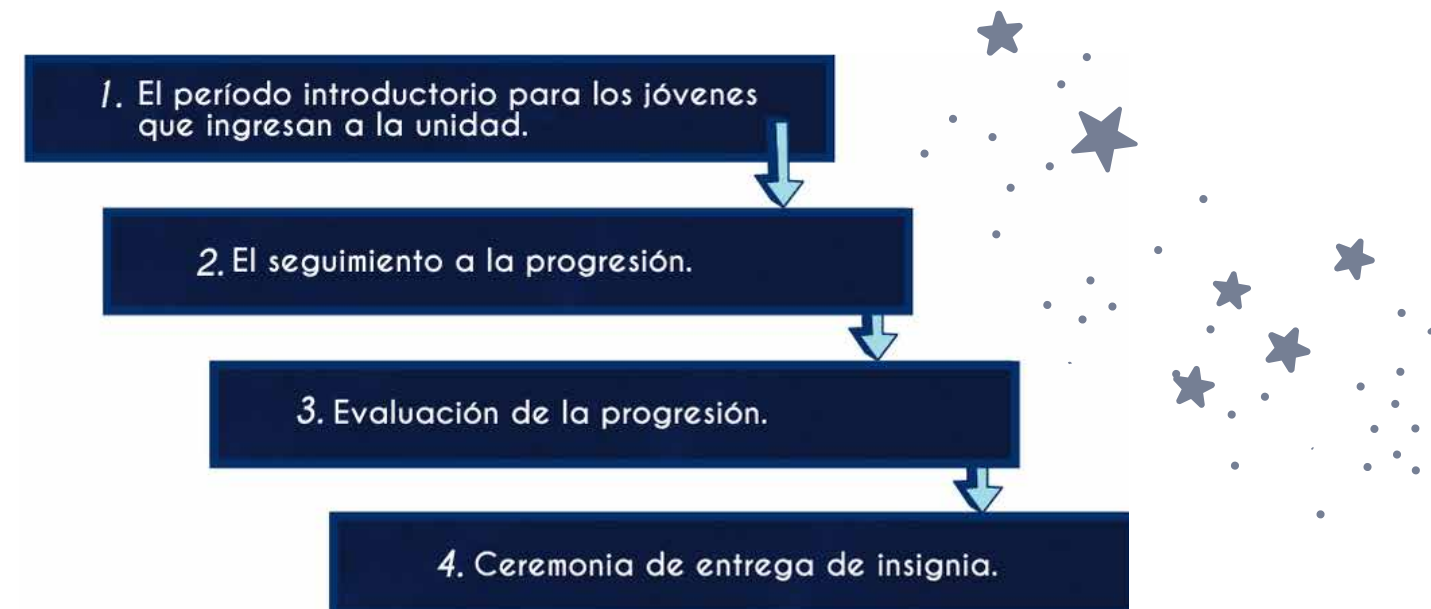 1. El período introductorio para los jóvenes
que ingresan a la unidad.
2. El seguimiento a la progresión.
3. Evaluación de la progresión.
4. Ceremonia de entrega de insignia.